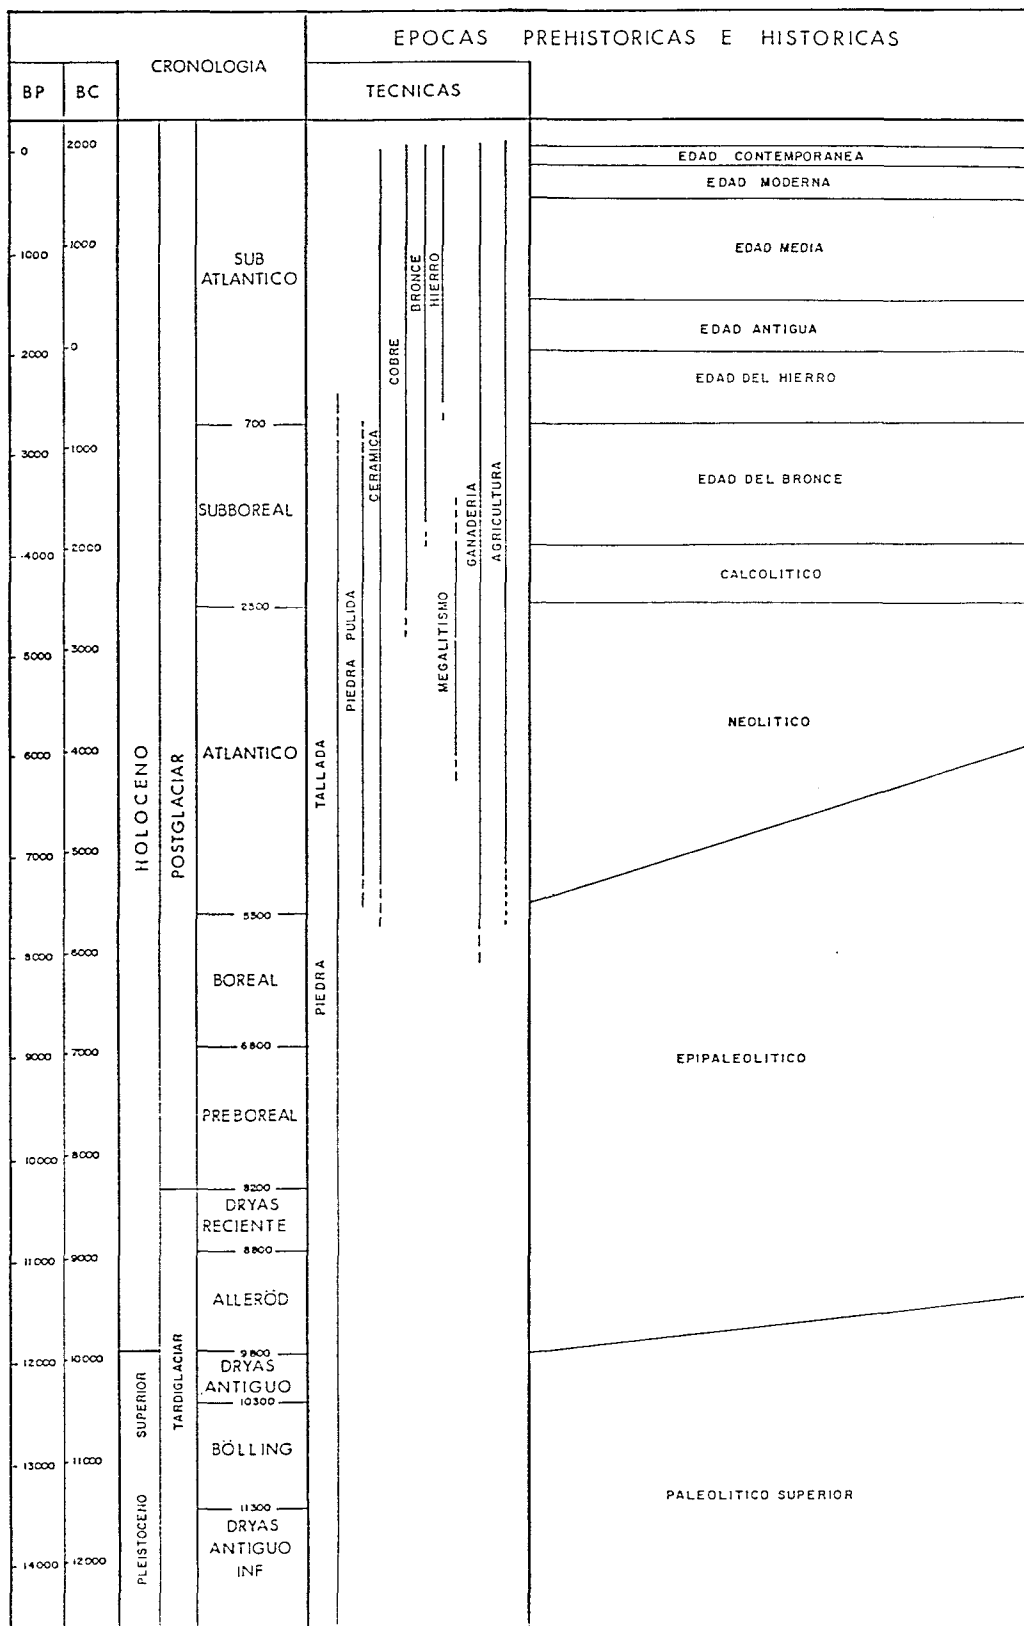 EPOCAS PREHISTORICAS E HISTORICAS
CRONOLOGIA
BP
BC
TECNICAS
0
1000
2000
3000
4000
5000
6000
7000
8000
9000
10000
11000
12000
13000
14000
2000
1000
0
1000
2000
3000
4000
5000
6000
7000
8000
9000
10000
11000
12000
HOLOCENO
PLEISTOCENO SUPERIOR
POSTGLACIAR
TARDIGLACIAR
SUB
ATLANTICO
700
SUBBOREAL
2500
ATLANTICO
5500
BOREAL
6800
PREBOREAL
8200
DRYAS
RECIENTE
8800
ALLERÖD
9800
DRYAS
ANTIGUO
10300
BÖLLING
11300
DRYAS
ANTIGUO
INF
PIEDRA TALLADA
PIEDRA PULIDA
CERAMICA
COBRE
BRONCE
HIERRO
MEGALITISMO
GANADERIA
AGRICULTURA
EDAD CONTEMPORANEA
EDAD MODERNA
EDAD MEDIA
EDAD ANTIGUA
EDAD DEL HIERRO
EDAD DEL BRONCE
CALCOLITICO
NEOLITICO
EPIPALEOLITICO
PALEOLITICO SUPERIOR